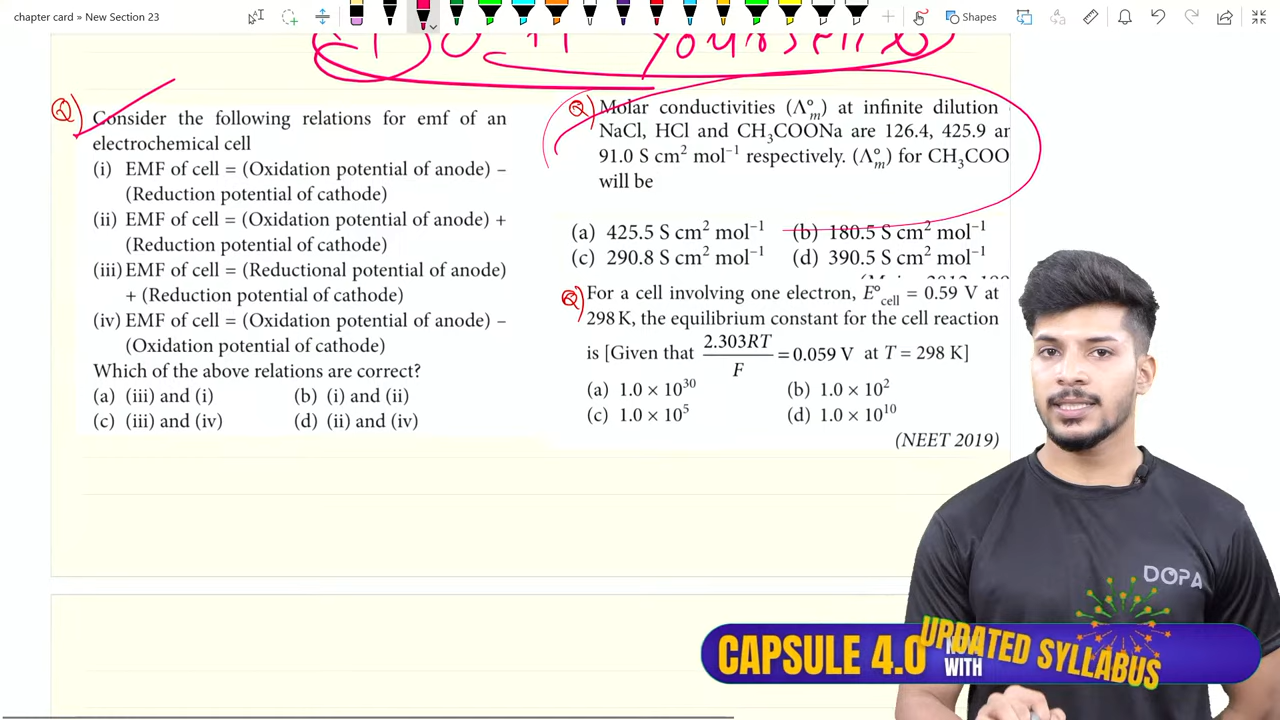 chapter card » New Section 23
Shapes
yourself
Q) Consider the following relations for emf of an
electrochemical cell
(i) EMF of cell = (Oxidation potential of anode) –
(Reduction potential of cathode)
(ii) EMF of cell = (Oxidation potential of anode) +
(Reduction potential of cathode)
(iii) EMF of cell = (Reductional potential of anode)
+ (Reduction potential of cathode)
(iv) EMF of cell = (Oxidation potential of anode) –
(Oxidation potential of cathode)
Which of the above relations are correct?
(a) (iii) and (i) (b) (i) and (ii)
(c) (iii) and (iv) (d) (ii) and (iv)
Q) Molar conductivities (Λ°m) at infinite dilution
NaCl, HCl and CH₃COONa are 126.4, 425.9 ar
91.0 S cm² mol⁻¹ respectively. (Λ°m) for CH₃COO
will be
(a) 425.5 S cm² mol⁻¹ (b) 180.5 S cm² mol⁻¹
(c) 290.8 S cm² mol⁻¹ (d) 390.5 S cm² mol⁻¹
Q) For a cell involving one electron, E°cell = 0.59 V at
298 K, the equilibrium constant for the cell reaction
is [Given that 2.303RT/F = 0.059 V at T = 298 K]
(a) 1.0 × 10³⁰ (b) 1.0 × 10²
(c) 1.0 × 10⁵ (d) 1.0 × 10¹⁰
(NEET 2019)
DOPA
CAPSULE 4.0 NOW WITH UPDATED SYLLABUS